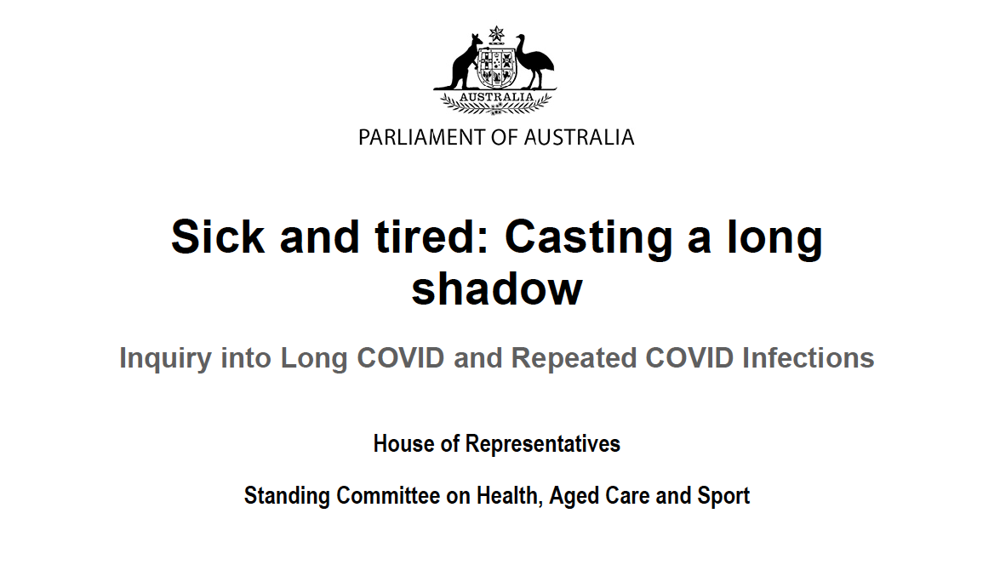 AUSTRALIA
PARLIAMENT OF AUSTRALIA
Sick and tired: Casting a long
shadow
Inquiry into Long COVID and Repeated COVID Infections
House of Representatives
Standing Committee on Health, Aged Care and Sport